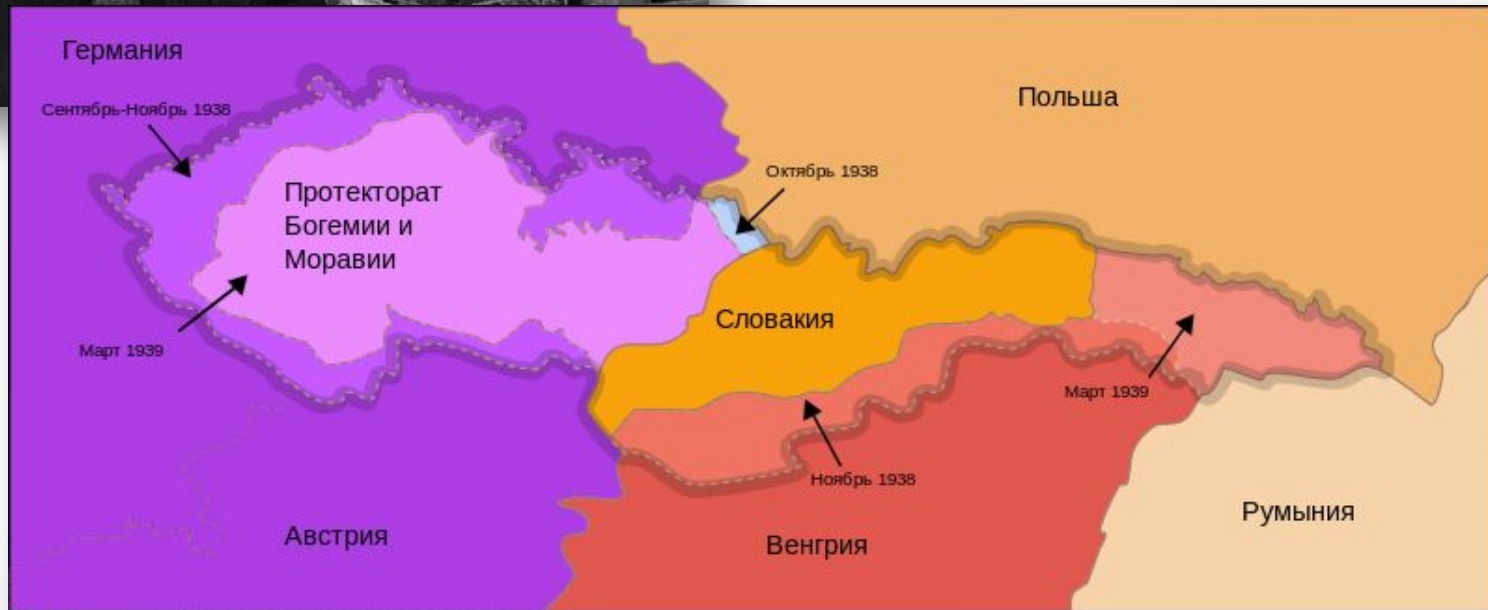 Германия
Сентябрь-Ноябрь 1938
Польша
Октябрь 1938
Протекторат
Богемии и
Моравии
Словакия
Март 1939
Март 1939
Ноябрь 1938
Румыния
Австрия
Венгрия